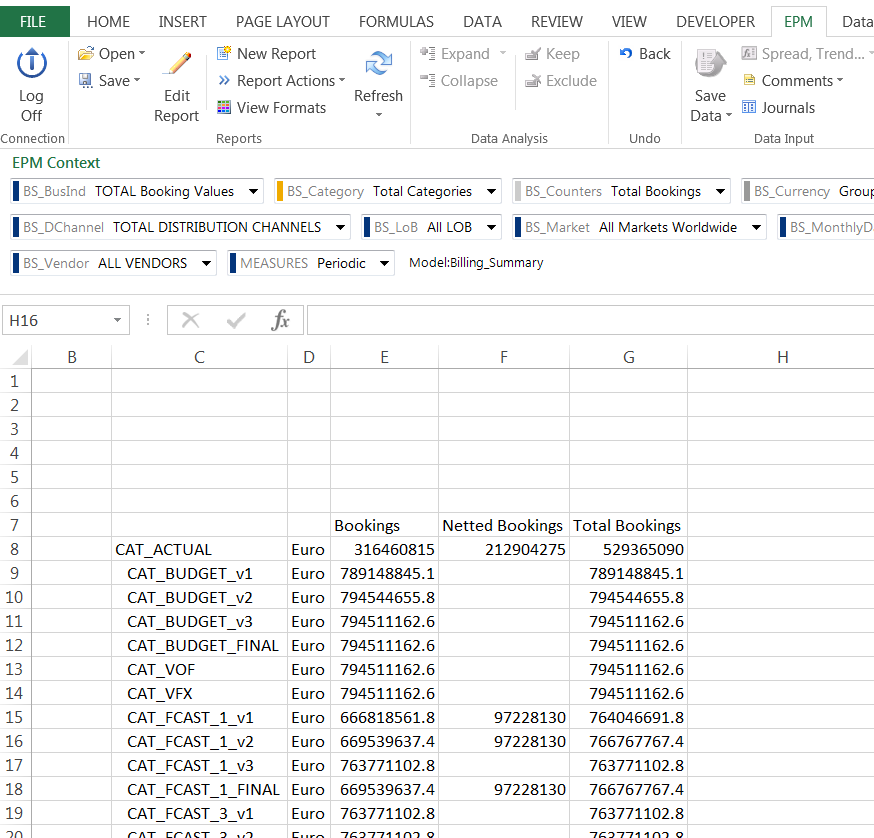 FILE HOME INSERT PAGE LAYOUT FORMULAS DATA REVIEW VIEW DEVELOPER EPM Data
Open New Report Expand Keep Back Spread, Trend...
Save Report Actions Collapse Exclude Comments
Log Off Edit Report View Formats Refresh Save Data Journals
Connection Reports Data Analysis Undo Data Input
EPM Context
BS_BusInd TOTAL Booking Values BS_Category Total Categories BS_Counters Total Bookings BS_Currency Group
BS_DChannel TOTAL DISTRIBUTION CHANNELS BS_LoB All LOB BS_Market All Markets Worldwide BS_MonthlyD
BS_Vendor ALL VENDORS MEASURES Periodic Model:Billing_Summary
H16 fx
B C D E F G H
1
2
3
4
5
6
7 Bookings Netted Bookings Total Bookings
8 CAT_ACTUAL Euro 316460815 212904275 529365090
9 CAT_BUDGET_v1 Euro 789148845.1 789148845.1
10 CAT_BUDGET_v2 Euro 794544655.8 794544655.8
11 CAT_BUDGET_v3 Euro 794511162.6 794511162.6
12 CAT_BUDGET_FINAL Euro 794511162.6 794511162.6
13 CAT_VOF Euro 794511162.6 794511162.6
14 CAT_VFX Euro 794511162.6 794511162.6
15 CAT_FCAST_1_v1 Euro 666818561.8 97228130 764046691.8
16 CAT_FCAST_1_v2 Euro 669539637.4 97228130 766767767.4
17 CAT_FCAST_1_v3 Euro 763771102.8 763771102.8
18 CAT_FCAST_1_FINAL Euro 669539637.4 97228130 766767767.4
19 CAT_FCAST_3_v1 Euro 763771102.8 763771102.8
20 CAT_FCAST_3_v2 Euro 763771102.8 763771102.8